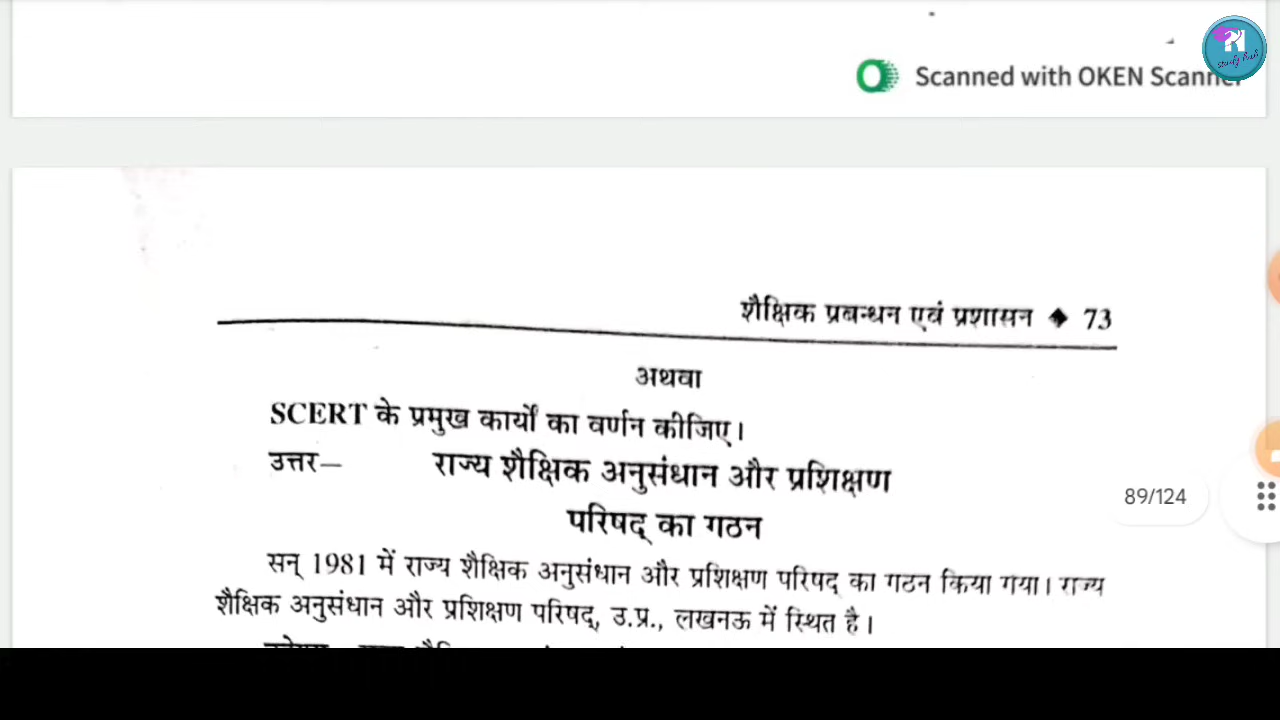 Scanned with OKEN Scanner
Study Hub
शैक्षिक प्रबन्धन एवं प्रशासन ◆ 73
अथवा
SCERT के प्रमुख कार्यों का वर्णन कीजिए।
उत्तर— राज्य शैक्षिक अनुसंधान और प्रशिक्षण
परिषद् का गठन
89/124
सन् 1981 में राज्य शैक्षिक अनुसंधान और प्रशिक्षण परिषद् का गठन किया गया। राज्य
शैक्षिक अनुसंधान और प्रशिक्षण परिषद्, उ.प्र., लखनऊ में स्थित है।